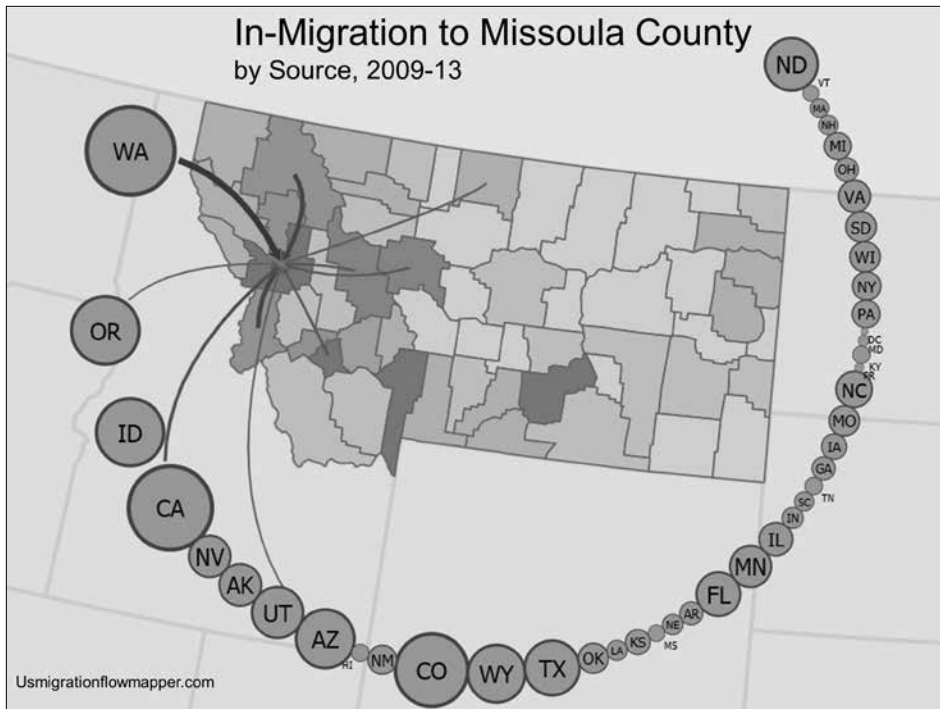 In-Migration to Missoula County
by Source, 2009-13
ND
VT
MA
NH
MI
OH
VA
SD
WI
NY
PA
DC
MD
KY
PR
NC
MO
IA
GA
TN
SC
IN
IL
MN
FL
AR
NE
MS
KS
LA
OK
TX
WY
CO
NM
HI
AZ
UT
AK
NV
CA
ID
OR
WA
Usmigrationflowmapper.com